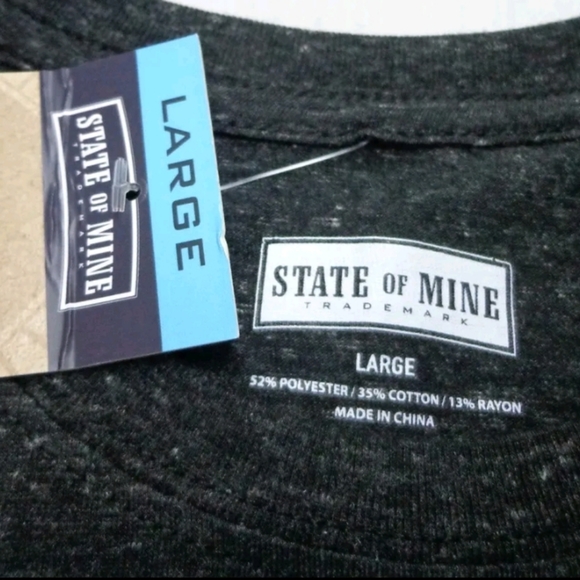 LARGE
STATE OF MINE
TRADEMARK
STATE OF MINE
TRADEMARK
LARGE
52% POLYESTER / 35% COTTON / 13% RAYON
MADE IN CHINA